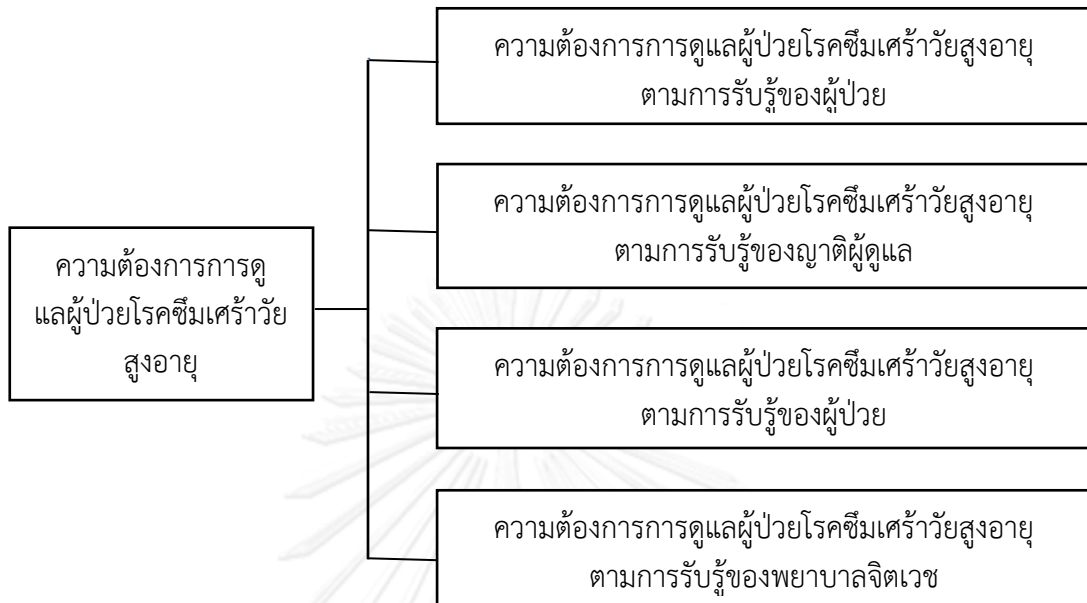 ความต้องการการดูแลผู้ป่วยโรคซึมเศร้าวัยสูงอายุ
ตามการรับรู้ของผู้ป่วย
ความต้องการการดูแลผู้ป่วยโรคซึมเศร้าวัยสูงอายุ
ตามการรับรู้ของญาติผู้ดูแล
ความต้องการการดู
แลผู้ป่วยโรคซึมเศร้าวัย
สูงอายุ
ความต้องการการดูแลผู้ป่วยโรคซึมเศร้าวัยสูงอายุ
ตามการรับรู้ของผู้ป่วย
ความต้องการการดูแลผู้ป่วยโรคซึมเศร้าวัยสูงอายุ
ตามการรับรู้ของพยาบาลจิตเวช